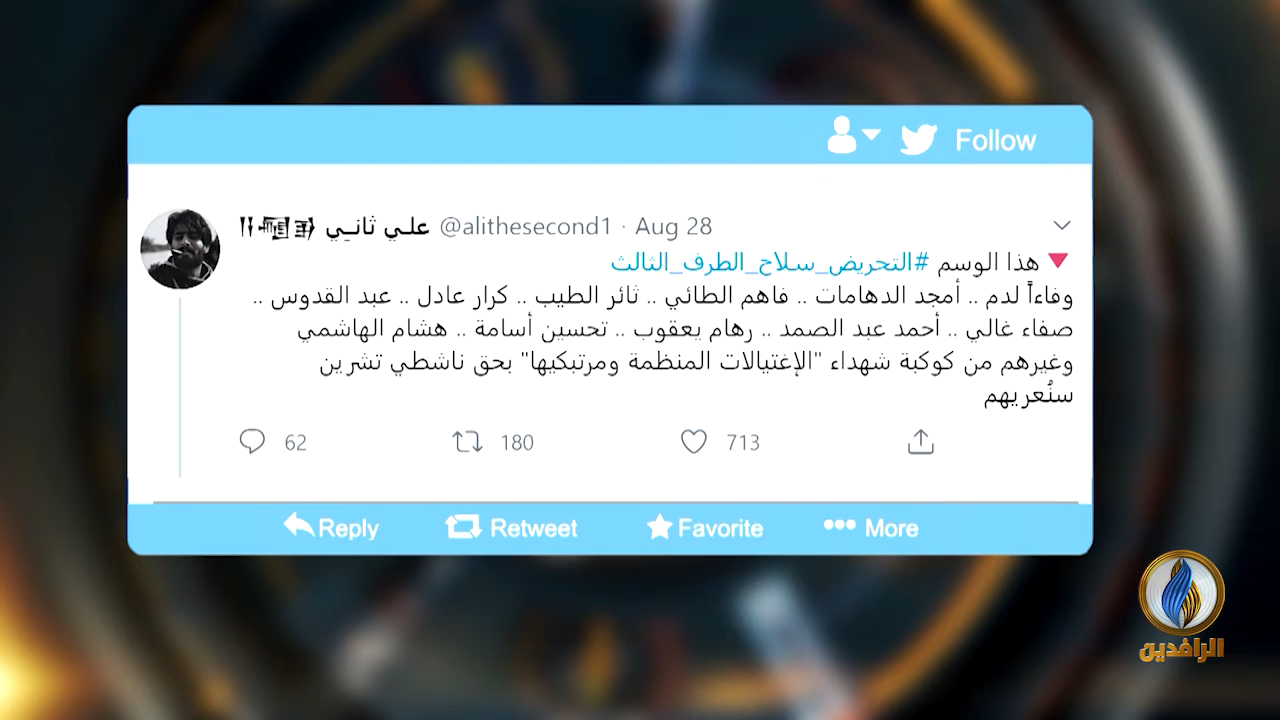 Follow
علي ثاني @alithesecond1 · Aug 28
🔻 هذا الوسم #التحريض_سلاح_الطرف_الثالث
وفاءاً لدم .. أمجد الدهامات .. فاهم الطائي .. ثائر الطيب .. كرار عادل .. عبد القدوس ..
صفاء غالي .. أحمد عبد الصمد .. رهام يعقوب .. تحسين أسامة .. هشام الهاشمي
وغيرهم من كوكبة شهداء "الإغتيالات المنظمة ومرتبكيها" بحق ناشطي تشرين
سنُعريهم
62 180 713
Reply Retweet Favorite More
الرافدين